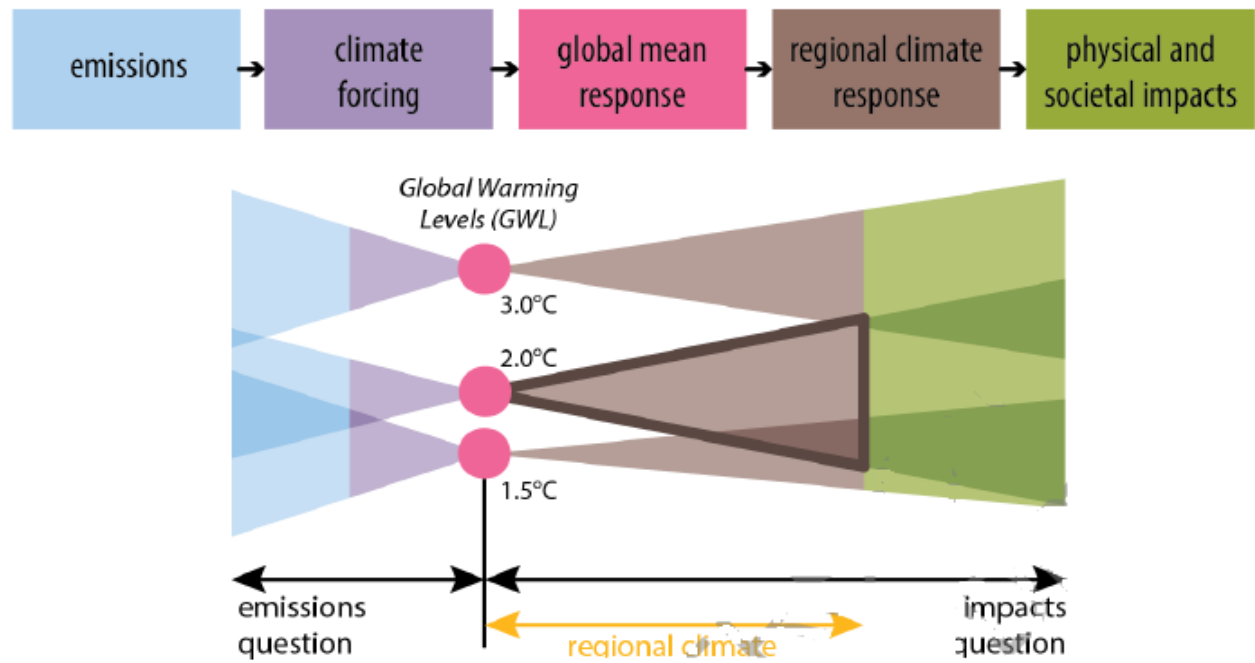 emissions
climate
forcing
global mean
response
regional climate
response
physical and
societal impacts
Global Warming
Levels (GWL)
3.0°C
2.0°C
1.5°C
emissions
question
regional climate
impacts
question